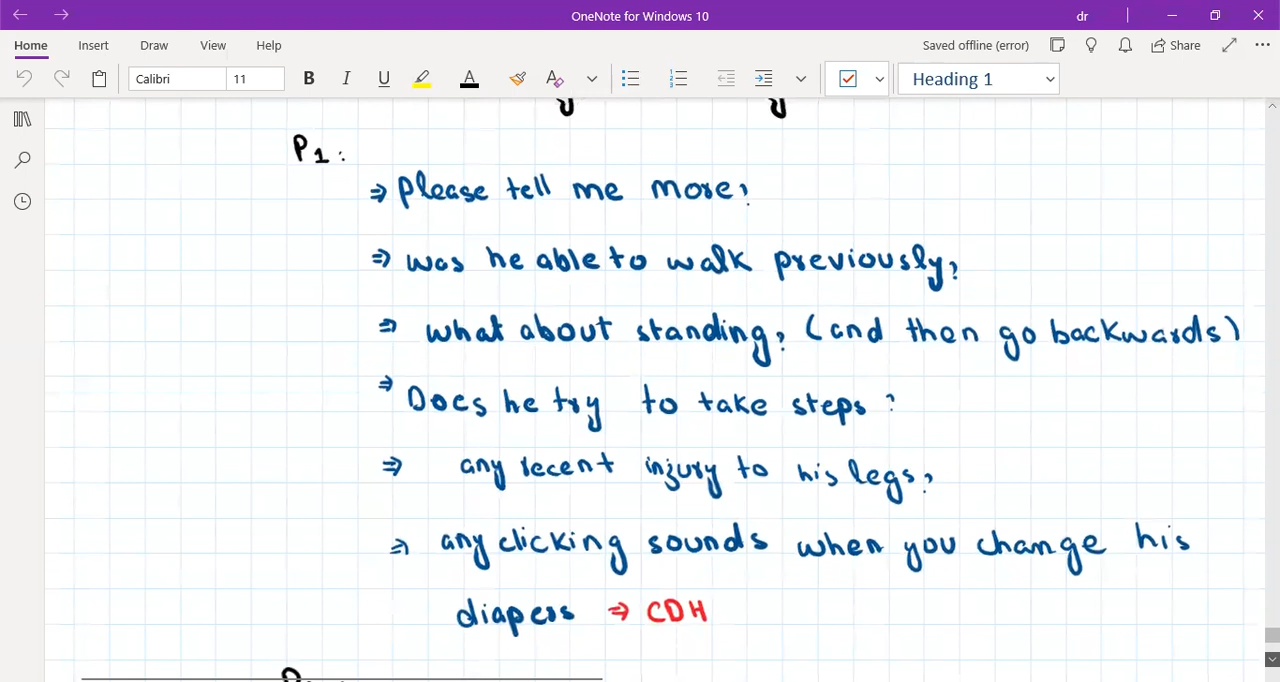 OneNote for Windows 10
dr
Home Insert Draw View Help
Saved offline (error) Share
Calibri 11 B I U A Heading 1
P1:
⇒ please tell me more?
⇒ was he able to walk previously?
⇒ what about standing? (and then go backwards)
⇒ Does he try to take steps?
⇒ any recent injury to his legs?
⇒ any clicking sounds when you change his
diapers → CDH